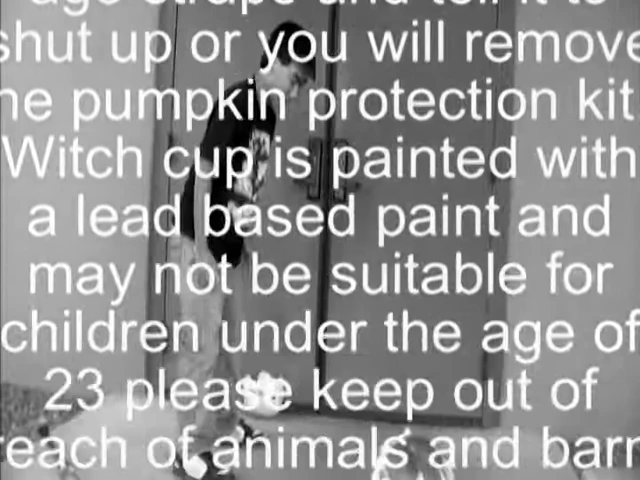 shut up or you will remove
pumpkin protection kit
Witch cup is painted with
a lead based paint and
may not be suitable for
children under the age of
23 please keep out of
reach of animals and barn